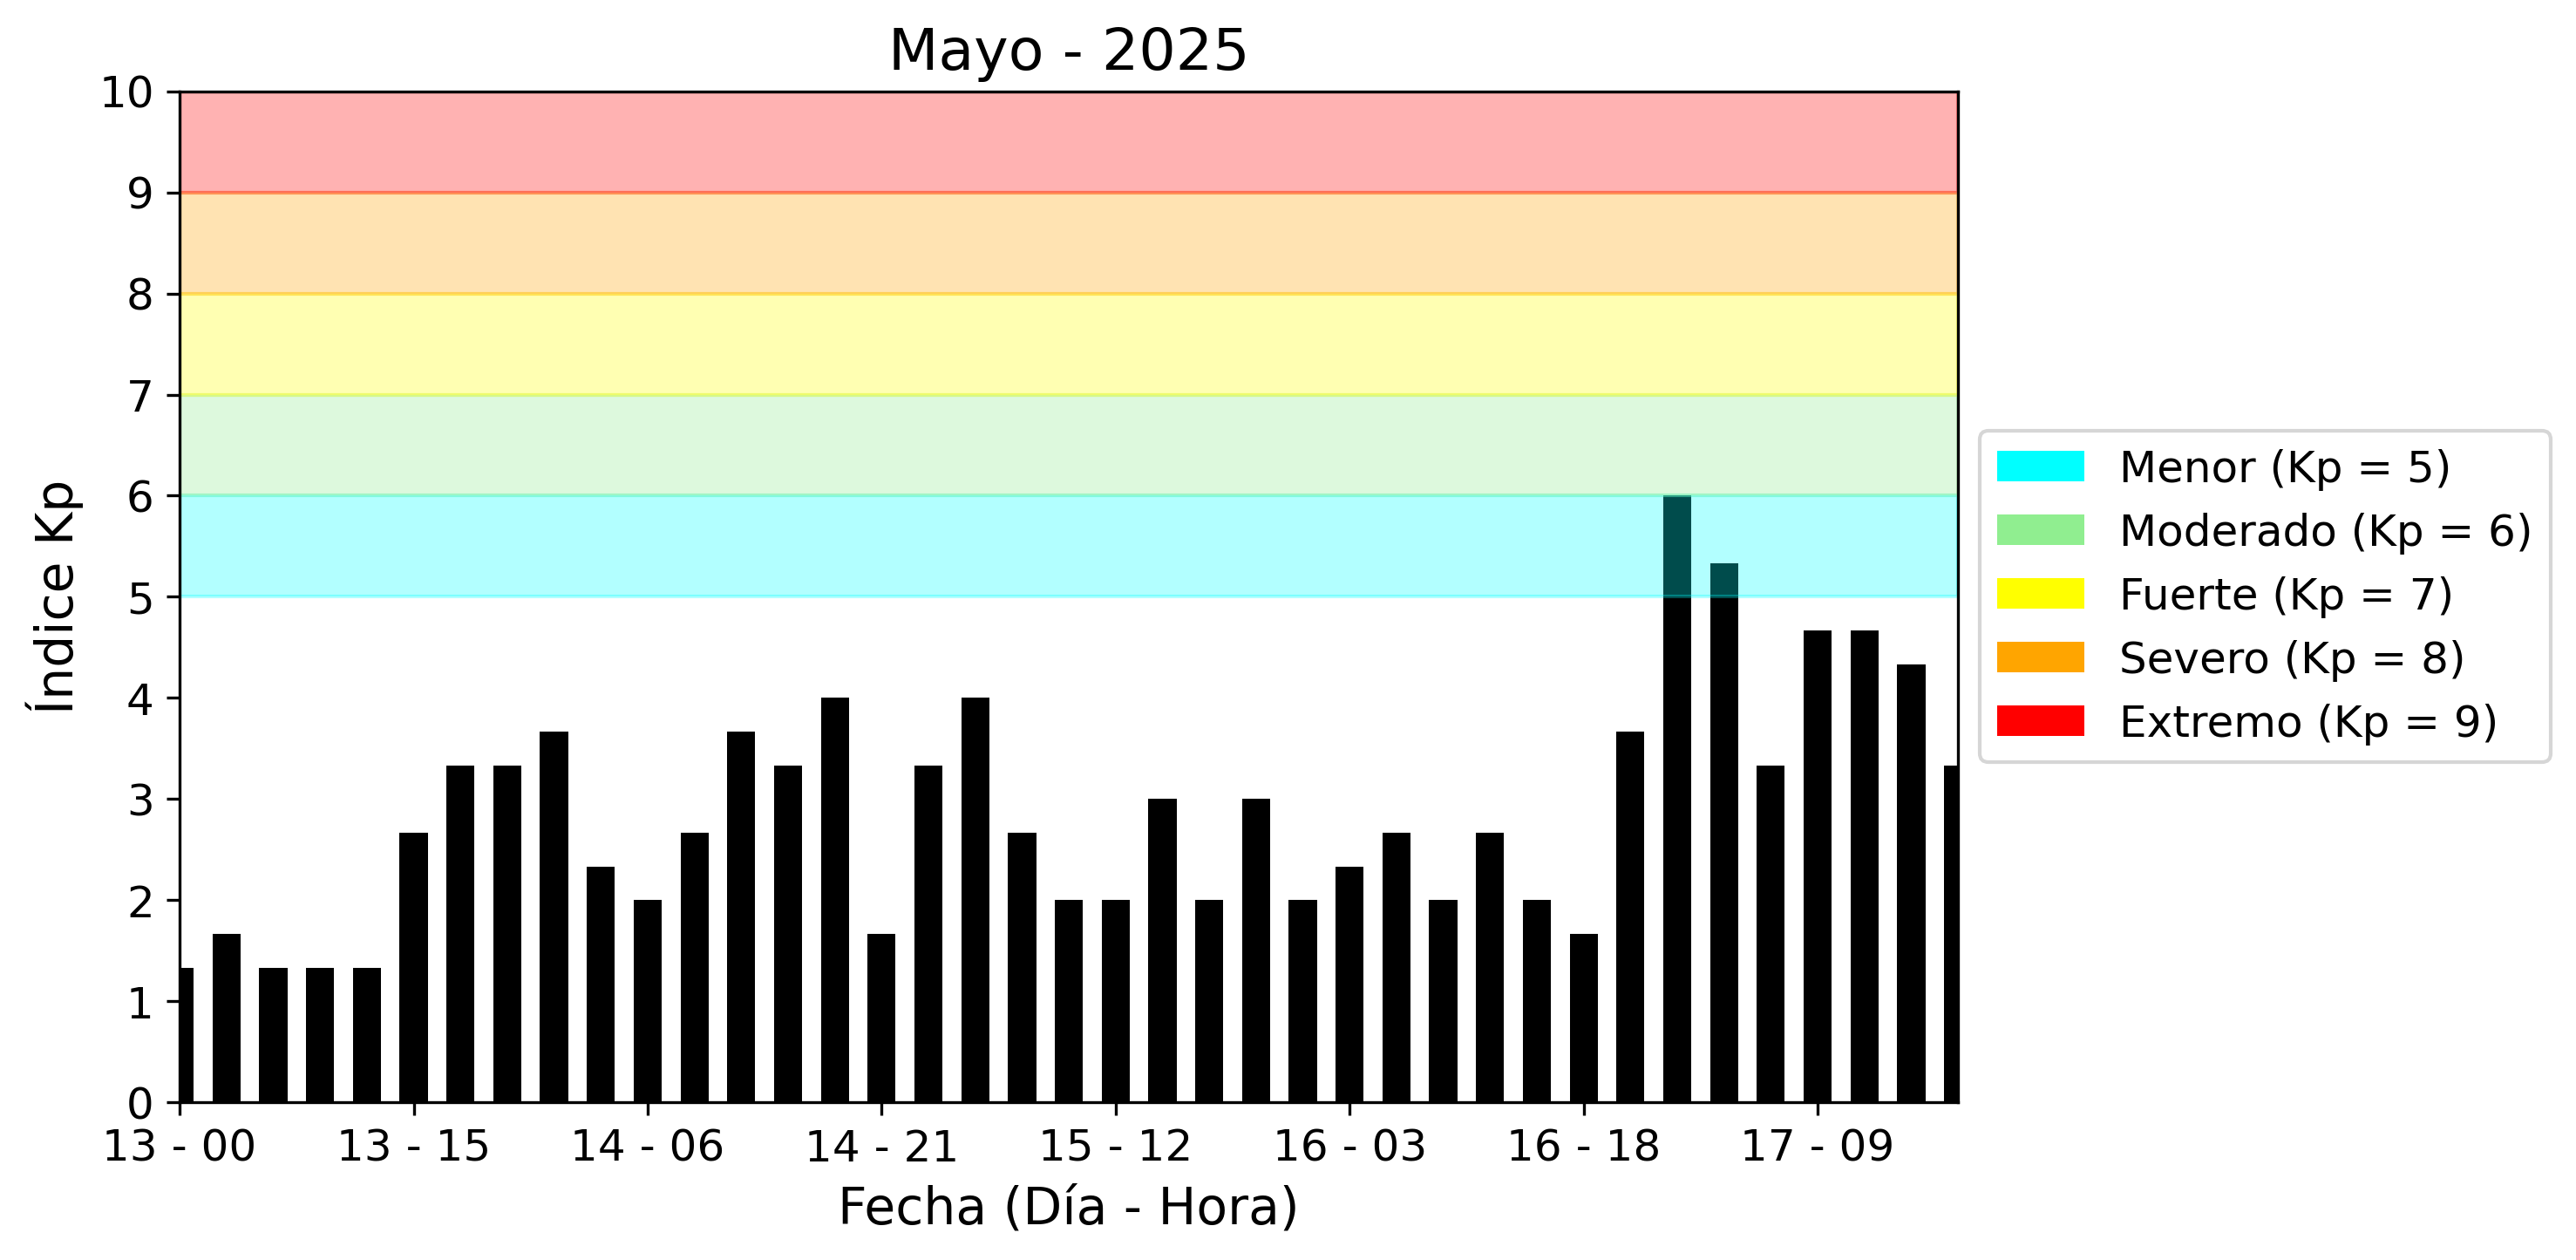 Mayo - 2025
10
9
8
7
6
5
4
3
2
1
0
Índice Kp
13 - 00
13 - 15
14 - 06
14 - 21
15 - 12
16 - 03
16 - 18
17 - 09
Fecha (Día - Hora)
Menor (Kp = 5)
Moderado (Kp = 6)
Fuerte (Kp = 7)
Severo (Kp = 8)
Extremo (Kp = 9)